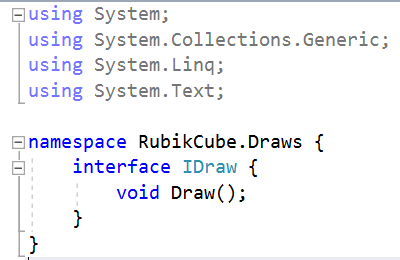 using System;
using System.Collections.Generic;
using System.Linq;
using System.Text;

namespace RubikCube.Draws {
    interface IDraw {
        void Draw();
    }
}